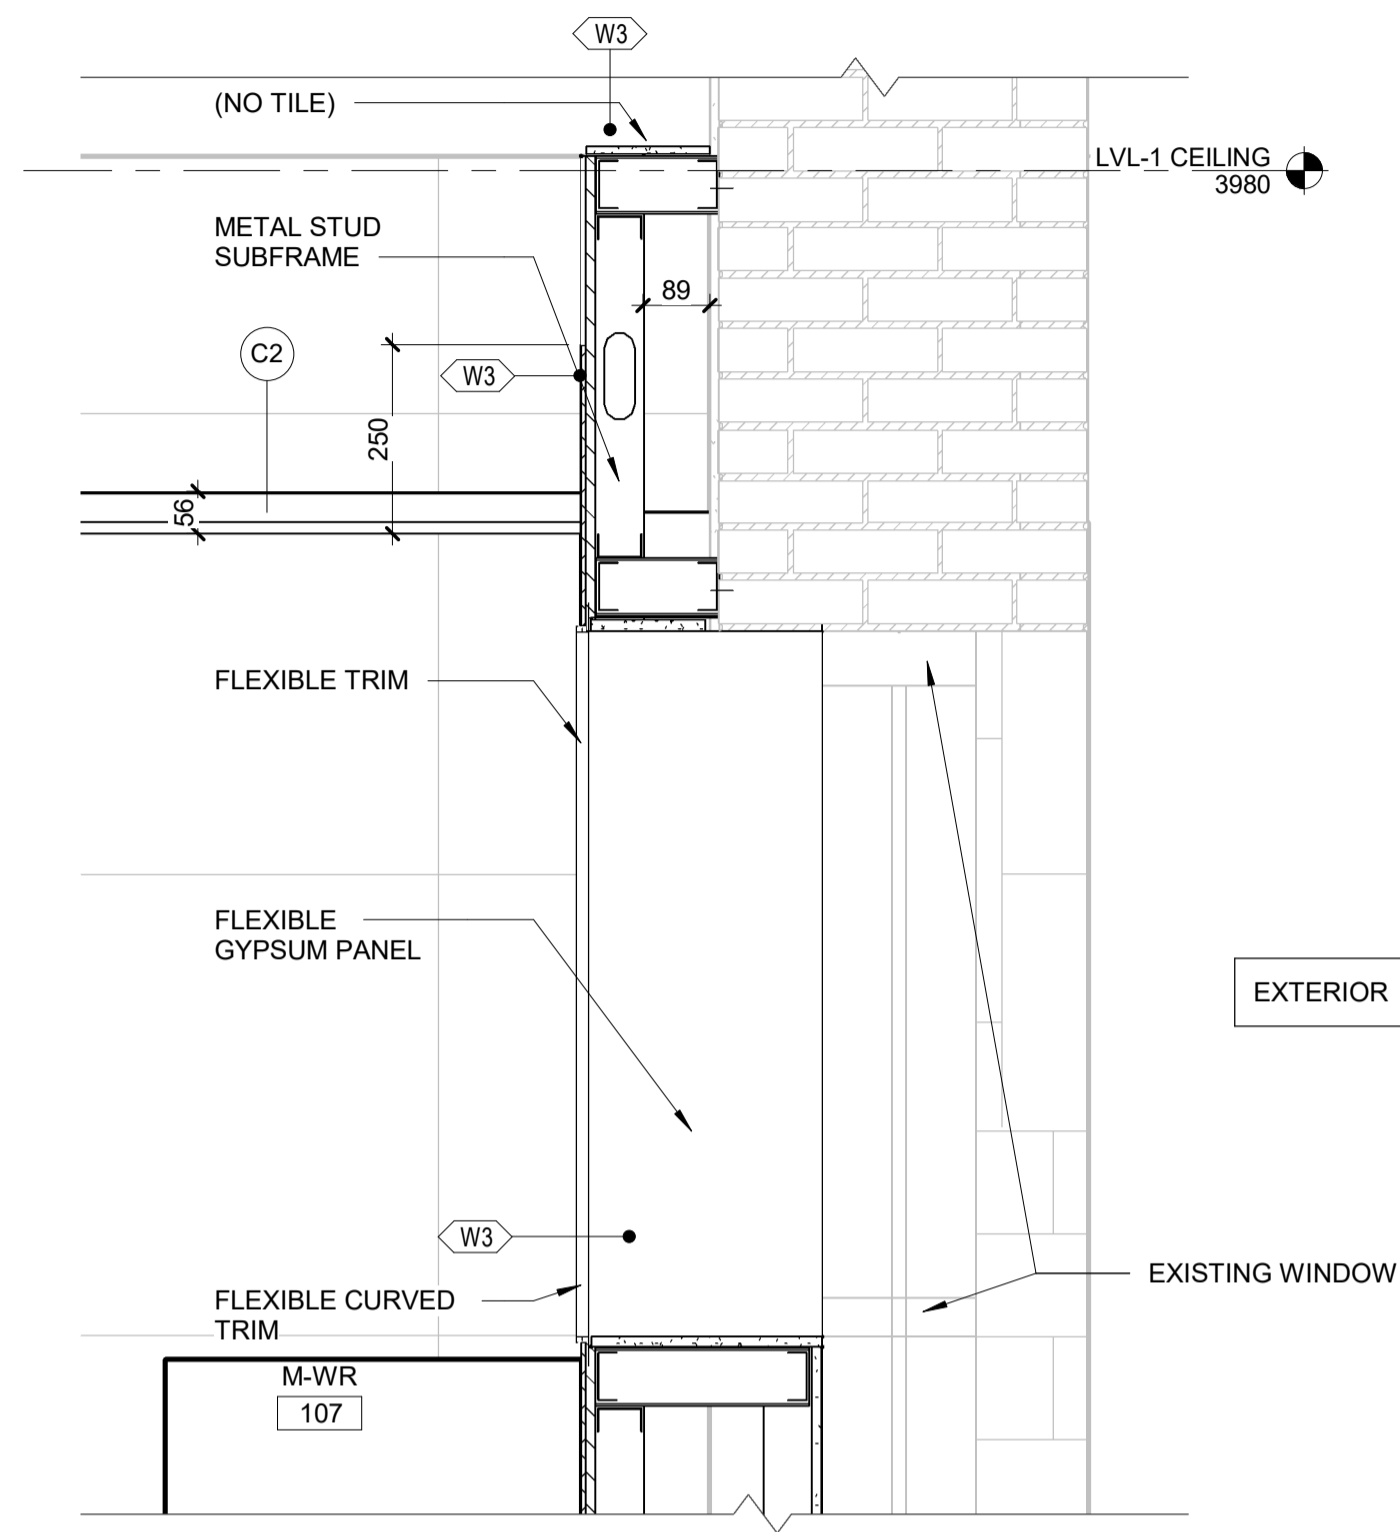 W3
(NO TILE)
LVL-1 CEILING
3980
METAL STUD
SUBFRAME
89
C2
W3
250
56
FLEXIBLE TRIM
FLEXIBLE
GYPSUM PANEL
EXTERIOR
W3
EXISTING WINDOW
FLEXIBLE CURVED
TRIM
M-WR
107